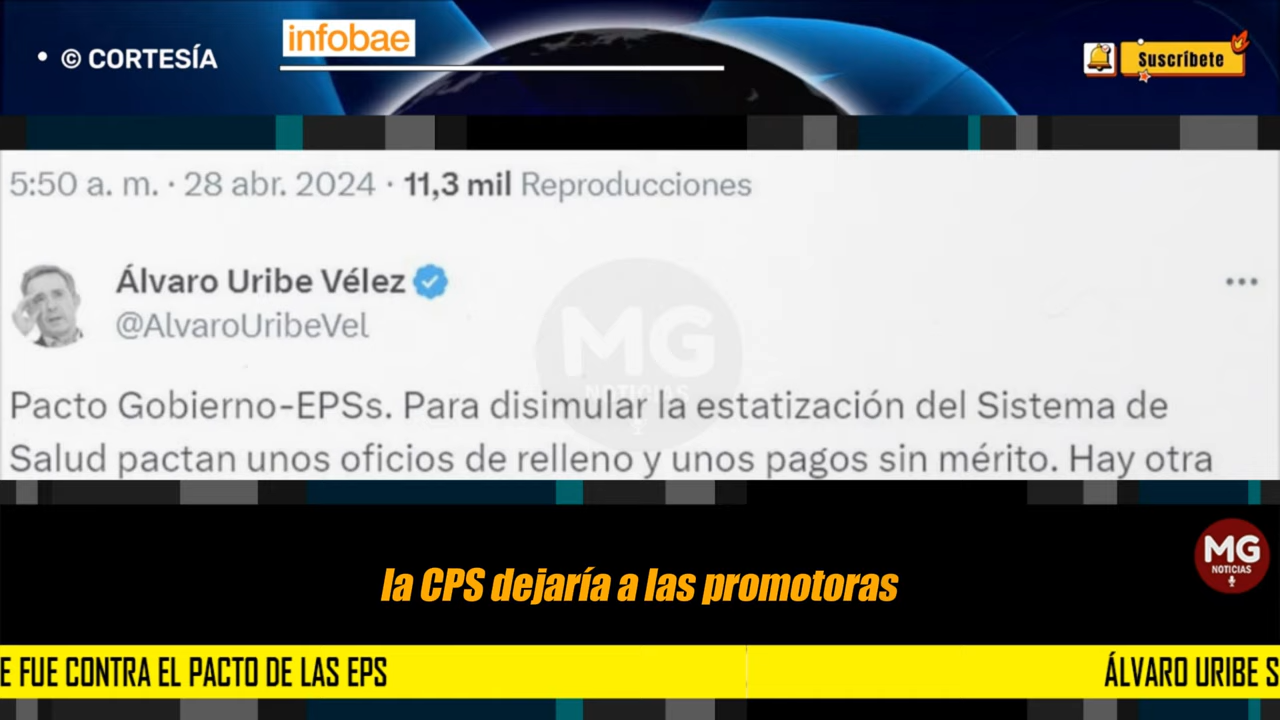 • © CORTESÍA
infobae
Suscríbete
5:50 a. m. · 28 abr. 2024 · 11,3 mil Reproducciones
Álvaro Uribe Vélez
@AlvaroUribeVel
MG
NOTICIAS
Pacto Gobierno-EPSs. Para disimular la estatización del Sistema de
Salud pactan unos oficios de relleno y unos pagos sin mérito. Hay otra
MG
NOTICIAS
la CPS dejaría a las promotoras
E FUE CONTRA EL PACTO DE LAS EPS
ÁLVARO URIBE S